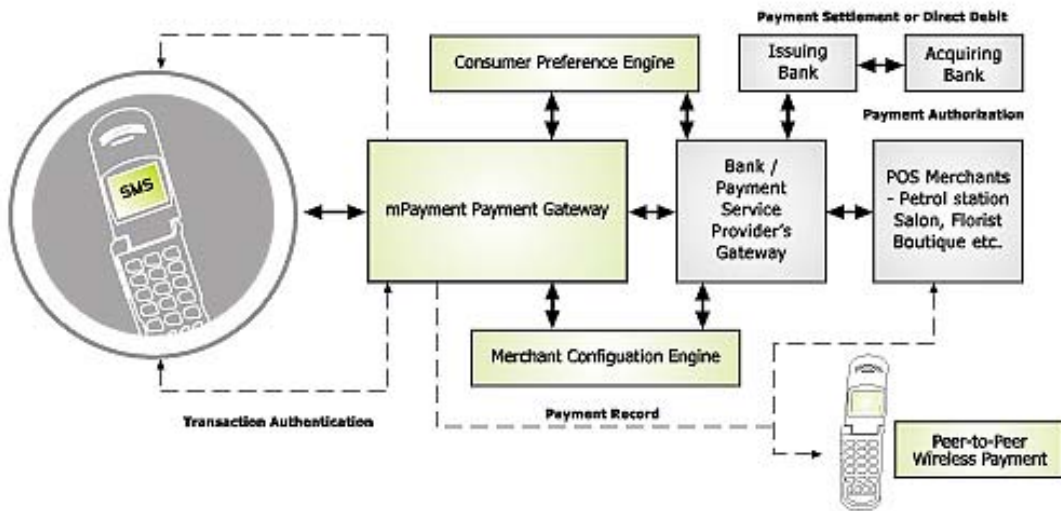 Payment Settlement or Direct Debit
Consumer Preference Engine
Issuing
Bank
Acquiring
Bank
Payment Authorization
SMS
mPayment Payment Gateway
Bank /
Payment
Service
Provider's
Gateway
POS Merchants
- Petrol station
Salon, Florist
Boutique etc.
Merchant Configuation Engine
Transaction Authentication
Payment Record
Peer-to-Peer
Wireless Payment